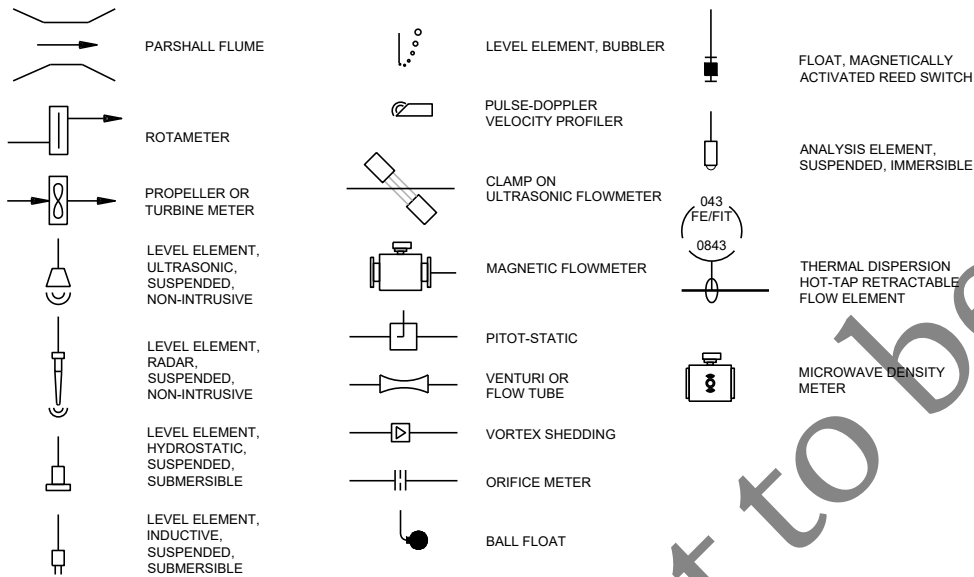 PARSHALL FLUME
ROTAMETER
PROPELLER OR
TURBINE METER
LEVEL ELEMENT,
ULTRASONIC,
SUSPENDED,
NON-INTRUSIVE
LEVEL ELEMENT,
RADAR,
SUSPENDED,
NON-INTRUSIVE
LEVEL ELEMENT,
HYDROSTATIC,
SUSPENDED,
SUBMERSIBLE
LEVEL ELEMENT,
INDUCTIVE,
SUSPENDED,
SUBMERSIBLE
LEVEL ELEMENT, BUBBLER
PULSE-DOPPLER
VELOCITY PROFILER
CLAMP ON
ULTRASONIC FLOWMETER
MAGNETIC FLOWMETER
PITOT-STATIC
VENTURI OR
FLOW TUBE
VORTEX SHEDDING
ORIFICE METER
BALL FLOAT
FLOAT, MAGNETICALLY
ACTIVATED REED SWITCH
ANALYSIS ELEMENT,
SUSPENDED, IMMERSIBLE
043
FE/FIT
0843
THERMAL DISPERSION
HOT-TAP RETRACTABLE
FLOW ELEMENT
MICROWAVE DENSITY
METER
to be